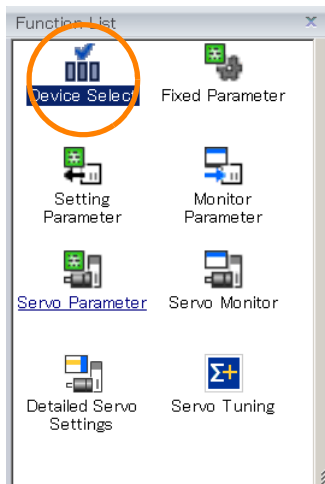 Function List
Device Select
Fixed Parameter
Setting
Parameter
Monitor
Parameter
Servo Parameter
Servo Monitor
Detailed Servo
Settings
Servo Tuning